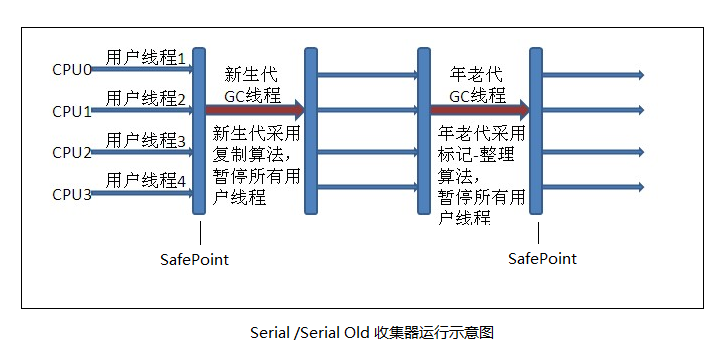 CPU0 用户线程1
CPU1 用户线程2
CPU2 用户线程3
CPU3 用户线程4
新生代
GC线程
新生代采用
复制算法，
暂停所有用
户线程
年老代
GC线程
年老代采用
标记-整理
算法，
暂停所有用
户线程
SafePoint
SafePoint
Serial /Serial Old 收集器运行示意图